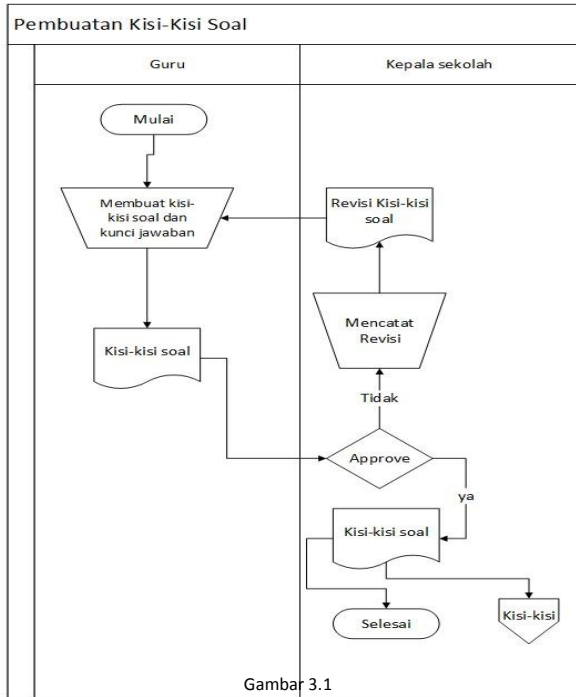 Pembuatan Kisi-Kisi Soal
Guru
Kepala sekolah
Mulai
Membuat kisi-
kisi soal dan
kunci jawaban
Revisi Kisi-kisi
soal
Mencatat
Revisi
Kisi-kisi soal
Tidak
Approve
ya
Kisi-kisi soal
Selesai
Kisi-kisi
Gambar 3.1